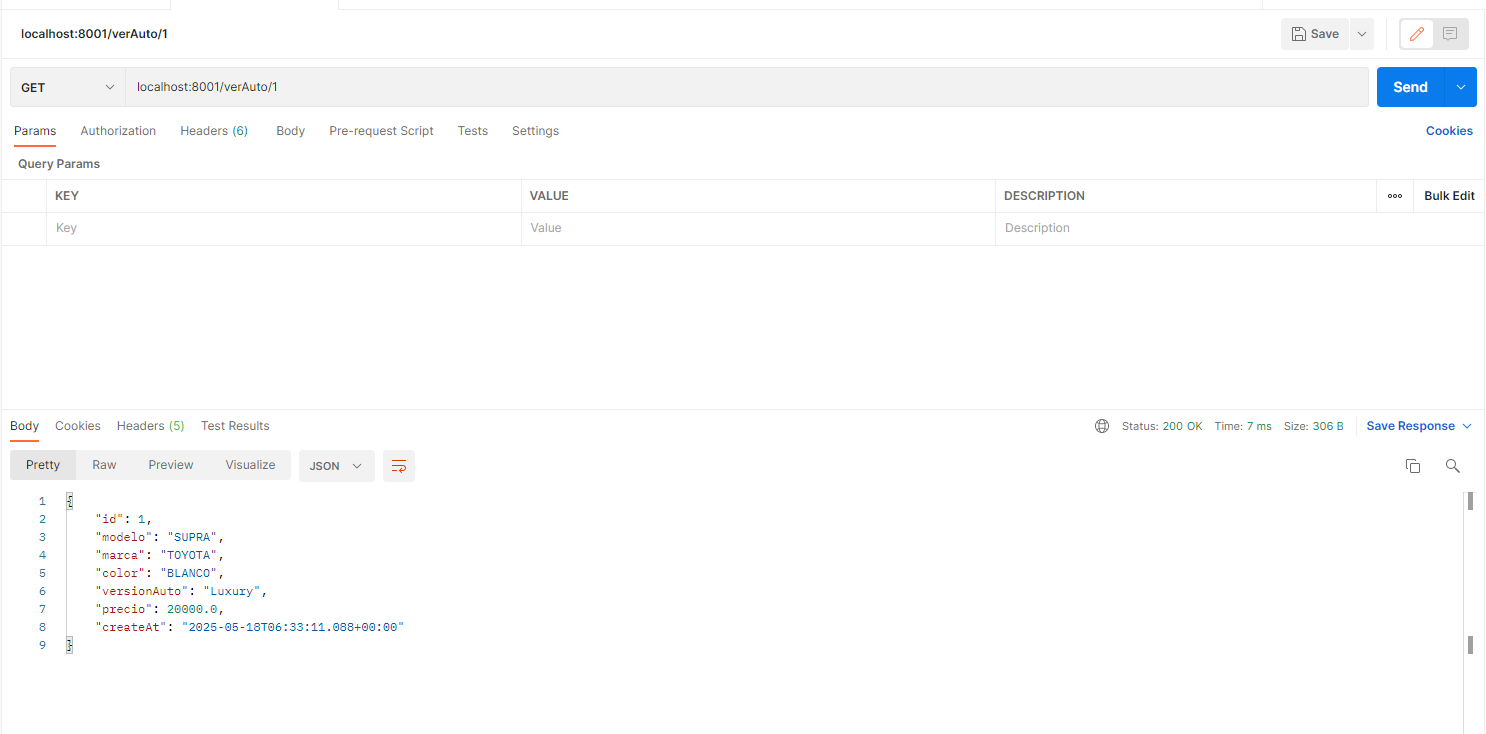 localhost:8001/verAuto/1
Save
GET localhost:8001/verAuto/1 Send
Params Authorization Headers (6) Body Pre-request Script Tests Settings Cookies
Query Params
KEY VALUE DESCRIPTION ooo Bulk Edit
Key Value Description
Body Cookies Headers (5) Test Results Status: 200 OK Time: 7 ms Size: 306 B Save Response
Pretty Raw Preview Visualize JSON
1 {
2 "id": 1,
3 "modelo": "SUPRA",
4 "marca": "TOYOTA",
5 "color": "BLANCO",
6 "versionAuto": "Luxury",
7 "precio": 20000.0,
8 "createAt": "2025-05-18T06:33:11.088+00:00"
9 }